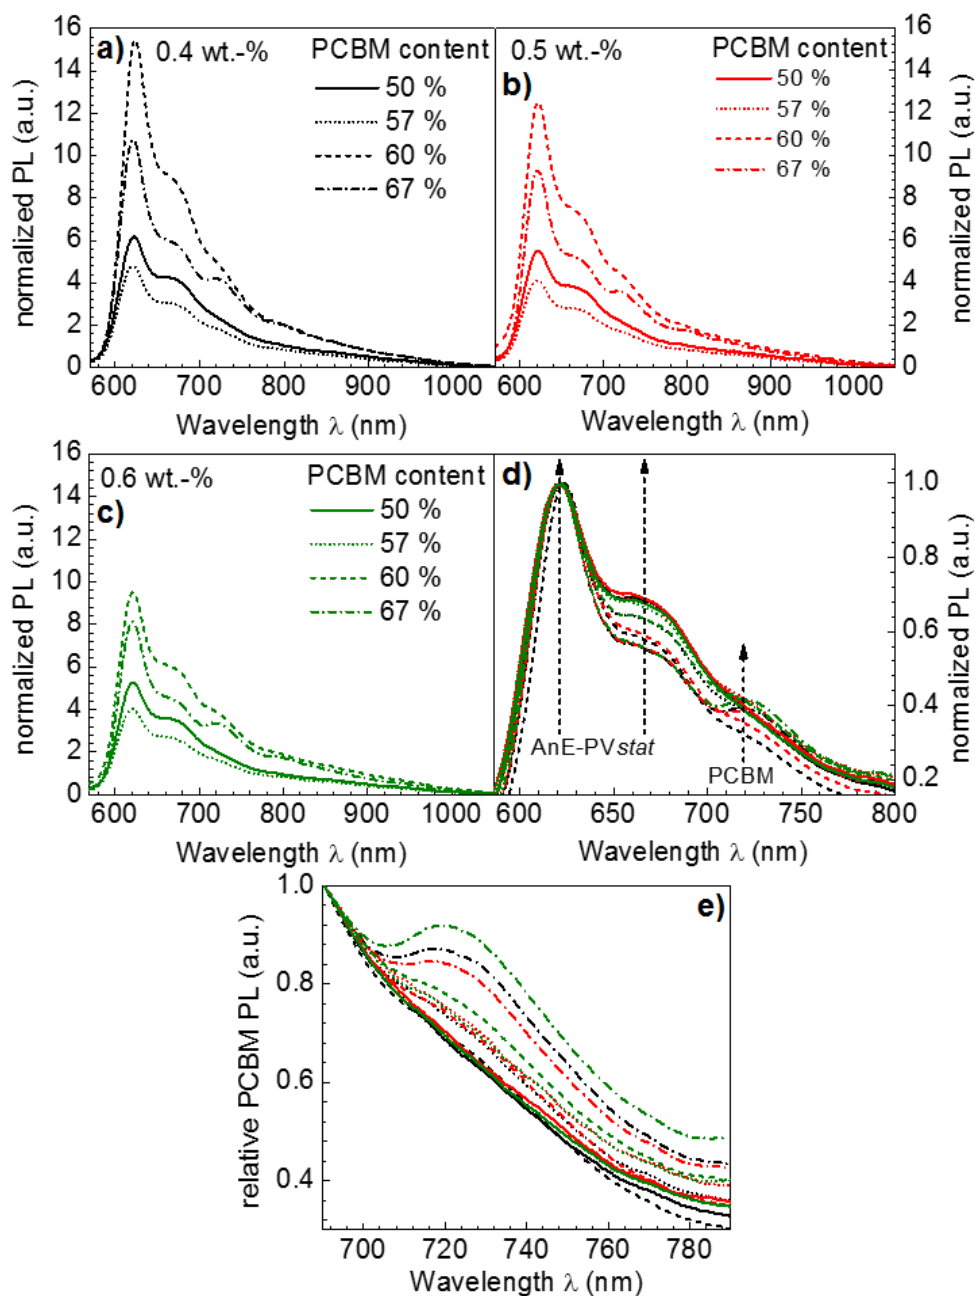 a) 0.4 wt.-%
PCBM content
50 %
57 %
60 %
67 %
normalized PL (a.u.)
16
14
12
10
8
6
4
2
0
600 700 800 900 1000
Wavelength λ (nm)
b) 0.5 wt.-%
PCBM content
50 %
57 %
60 %
67 %
normalized PL (a.u.)
16
14
12
10
8
6
4
2
0
600 700 800 900 1000
Wavelength λ (nm)
0.6 wt.-%
c)
PCBM content
50 %
57 %
60 %
67 %
normalized PL (a.u.)
16
14
12
10
8
6
4
2
0
600 700 800 900 1000
Wavelength λ (nm)
d)
AnE-PVstat
PCBM
normalized PL (a.u.)
1.0
0.8
0.6
0.4
0.2
600 650 700 750 800
Wavelength λ (nm)
e)
relative PCBM PL (a.u.)
1.0
0.8
0.6
0.4
700 720 740 760 780
Wavelength λ (nm)